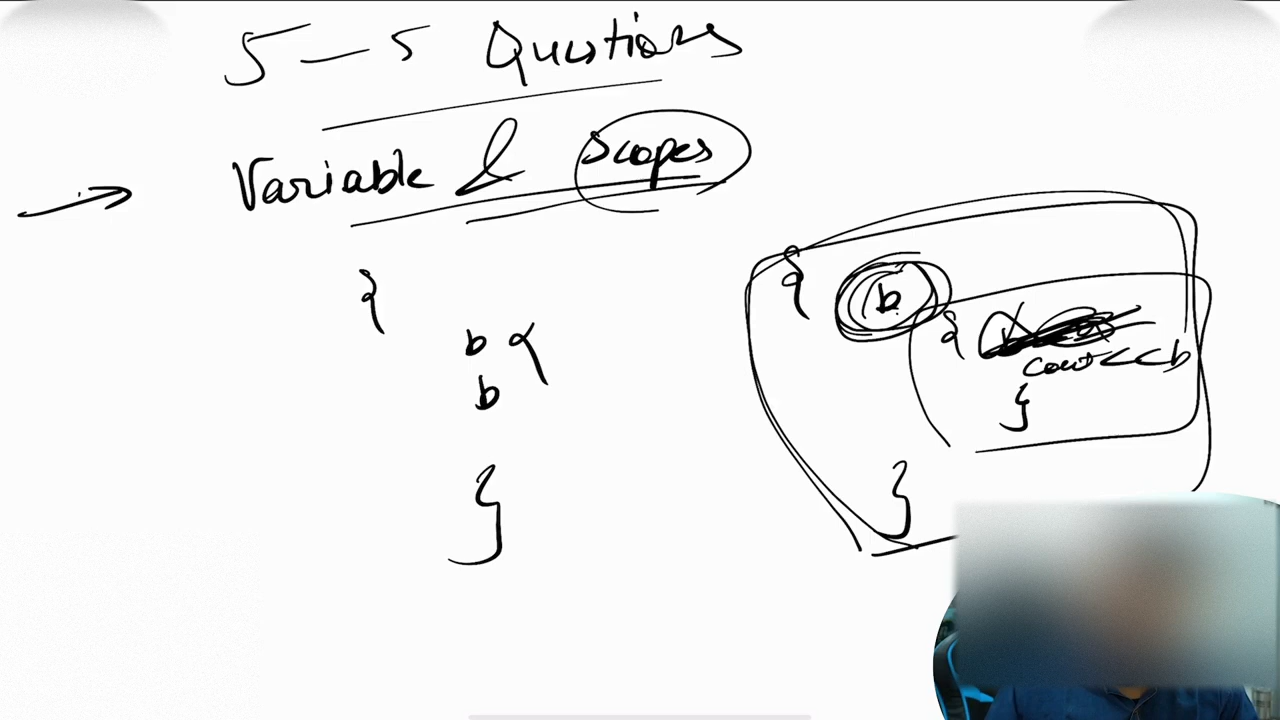 5 – 5 Questions
→ Variable & Scopes
{
b α
b
}
{ b
{
cout<<b
}
}